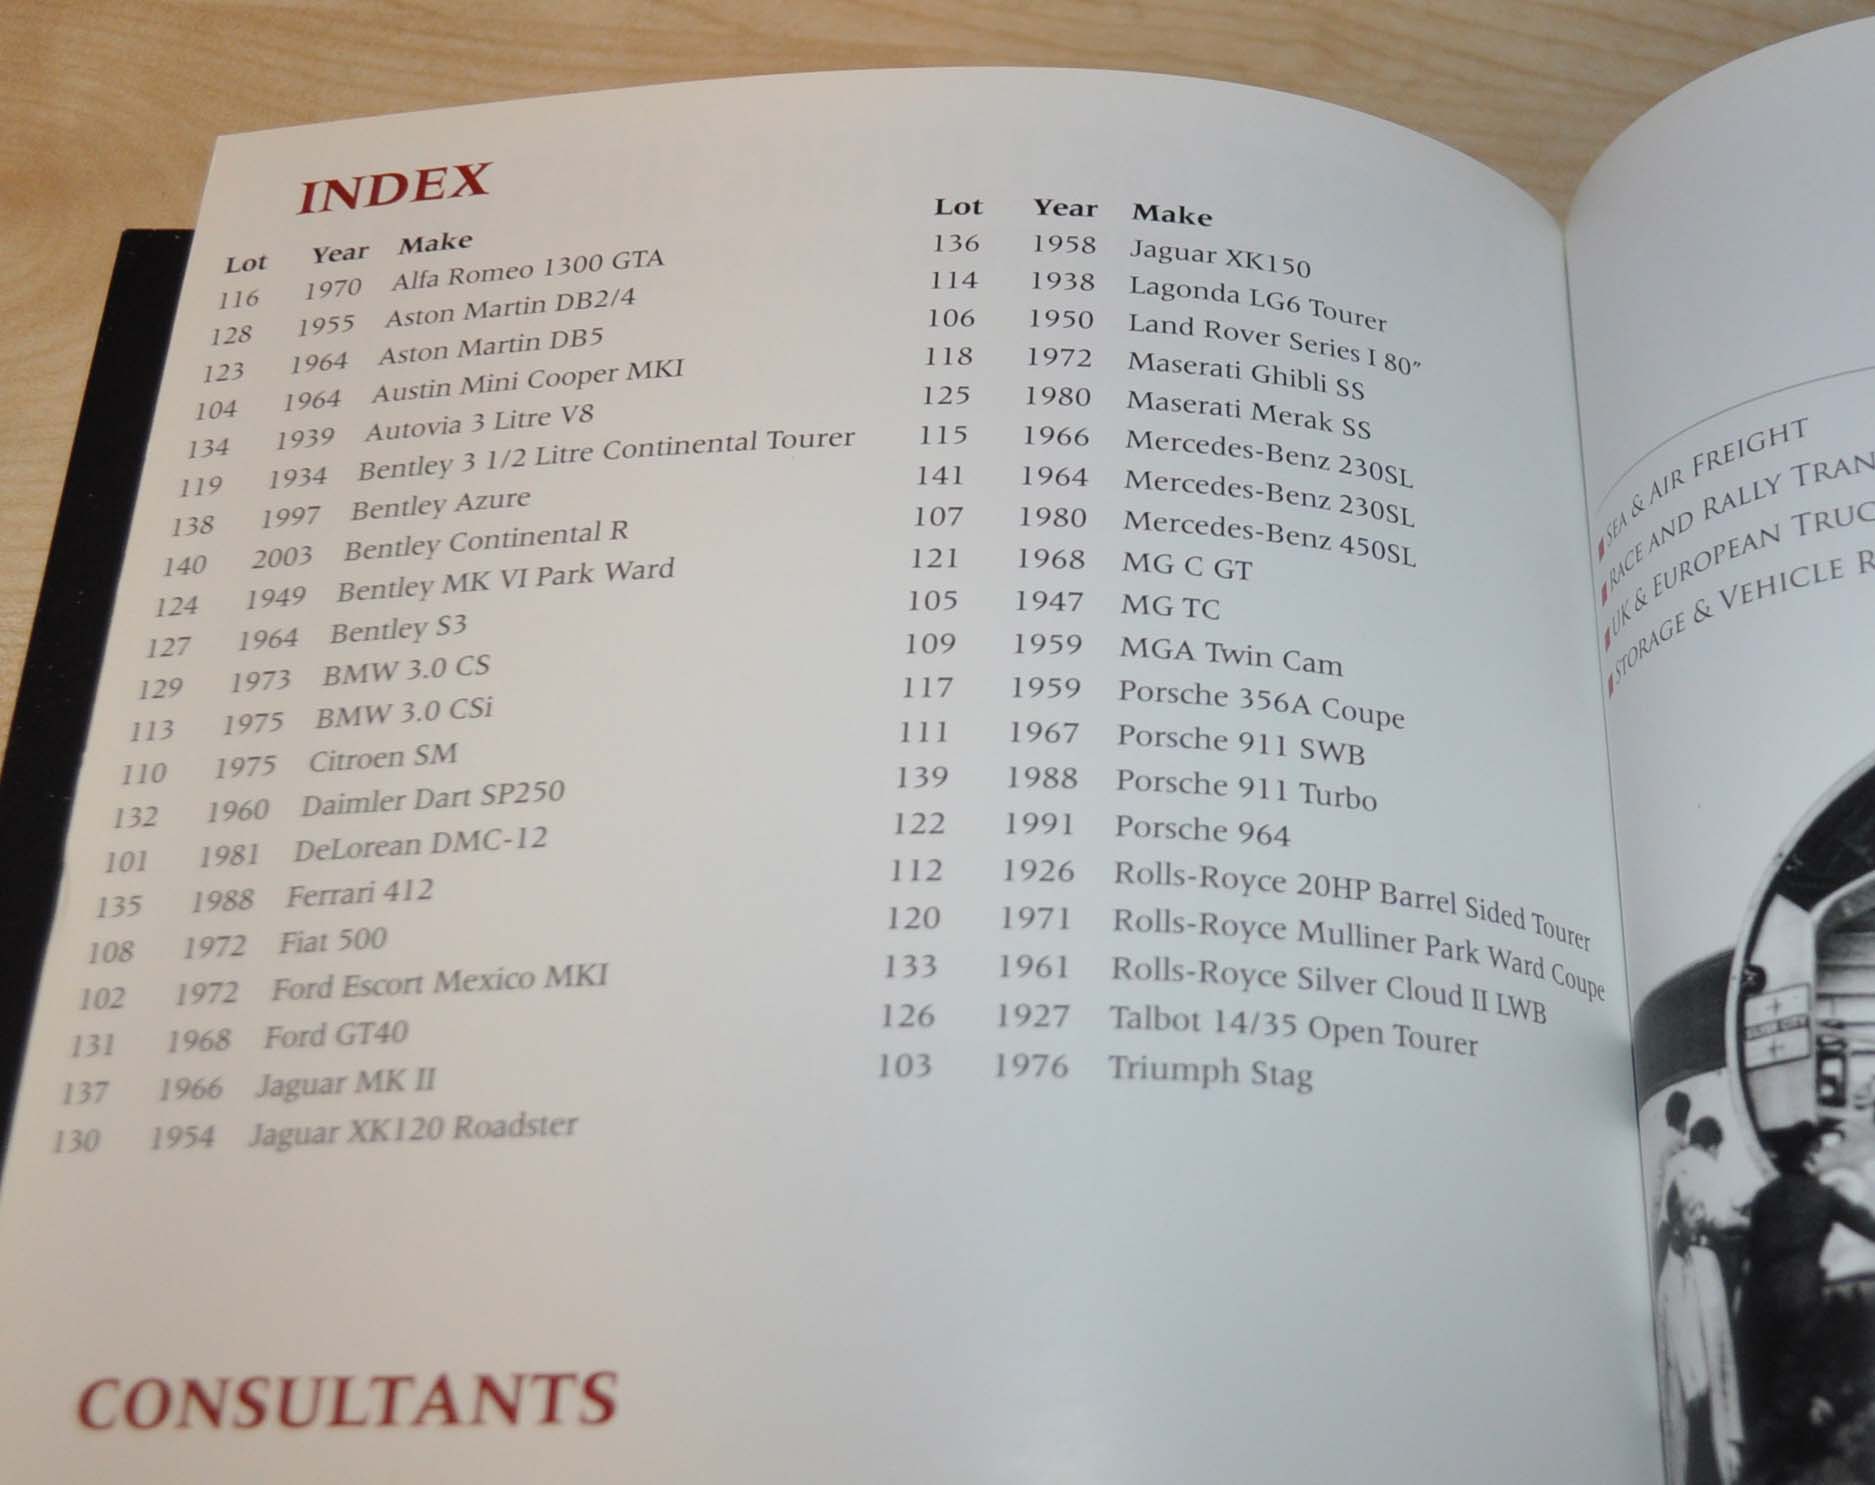 INDEX
Lot Year Make
116 1970 Alfa Romeo 1300 GTA
128 1955 Aston Martin DB2/4
123 1964 Aston Martin DB5
104 1964 Austin Mini Cooper MKI
134 1939 Autovia 3 Litre V8
119 1934 Bentley 3 1/2 Litre Continental Tourer
138 1997 Bentley Azure
140 2003 Bentley Continental R
124 1949 Bentley MK VI Park Ward
127 1964 Bentley S3
129 1973 BMW 3.0 CS
113 1975 BMW 3.0 CSi
110 1975 Citroen SM
132 1960 Daimler Dart SP250
101 1981 DeLorean DMC-12
135 1988 Ferrari 412
108 1972 Fiat 500
102 1972 Ford Escort Mexico MKI
131 1968 Ford GT40
137 1966 Jaguar MK II
130 1954 Jaguar XK120 Roadster
Lot Year Make
136 1958 Jaguar XK150
114 1938 Lagonda LG6 Tourer
106 1950 Land Rover Series I 80"
118 1972 Maserati Ghibli SS
125 1980 Maserati Merak SS
115 1966 Mercedes-Benz 230SL
141 1964 Mercedes-Benz 230SL
107 1980 Mercedes-Benz 450SL
121 1968 MG C GT
105 1947 MG TC
109 1959 MGA Twin Cam
117 1959 Porsche 356A Coupe
111 1967 Porsche 911 SWB
139 1988 Porsche 911 Turbo
122 1991 Porsche 964
112 1926 Rolls-Royce 20HP Barrel Sided Tourer
120 1971 Rolls-Royce Mulliner Park Ward Coupe
133 1961 Rolls-Royce Silver Cloud II LWB
126 1927 Talbot 14/35 Open Tourer
103 1976 Triumph Stag
CONSULTANTS
SEA & AIR FREIGHT
RACE AND RALLY TRAN
UK & EUROPEAN TRUC
STORAGE & VEHICLE R